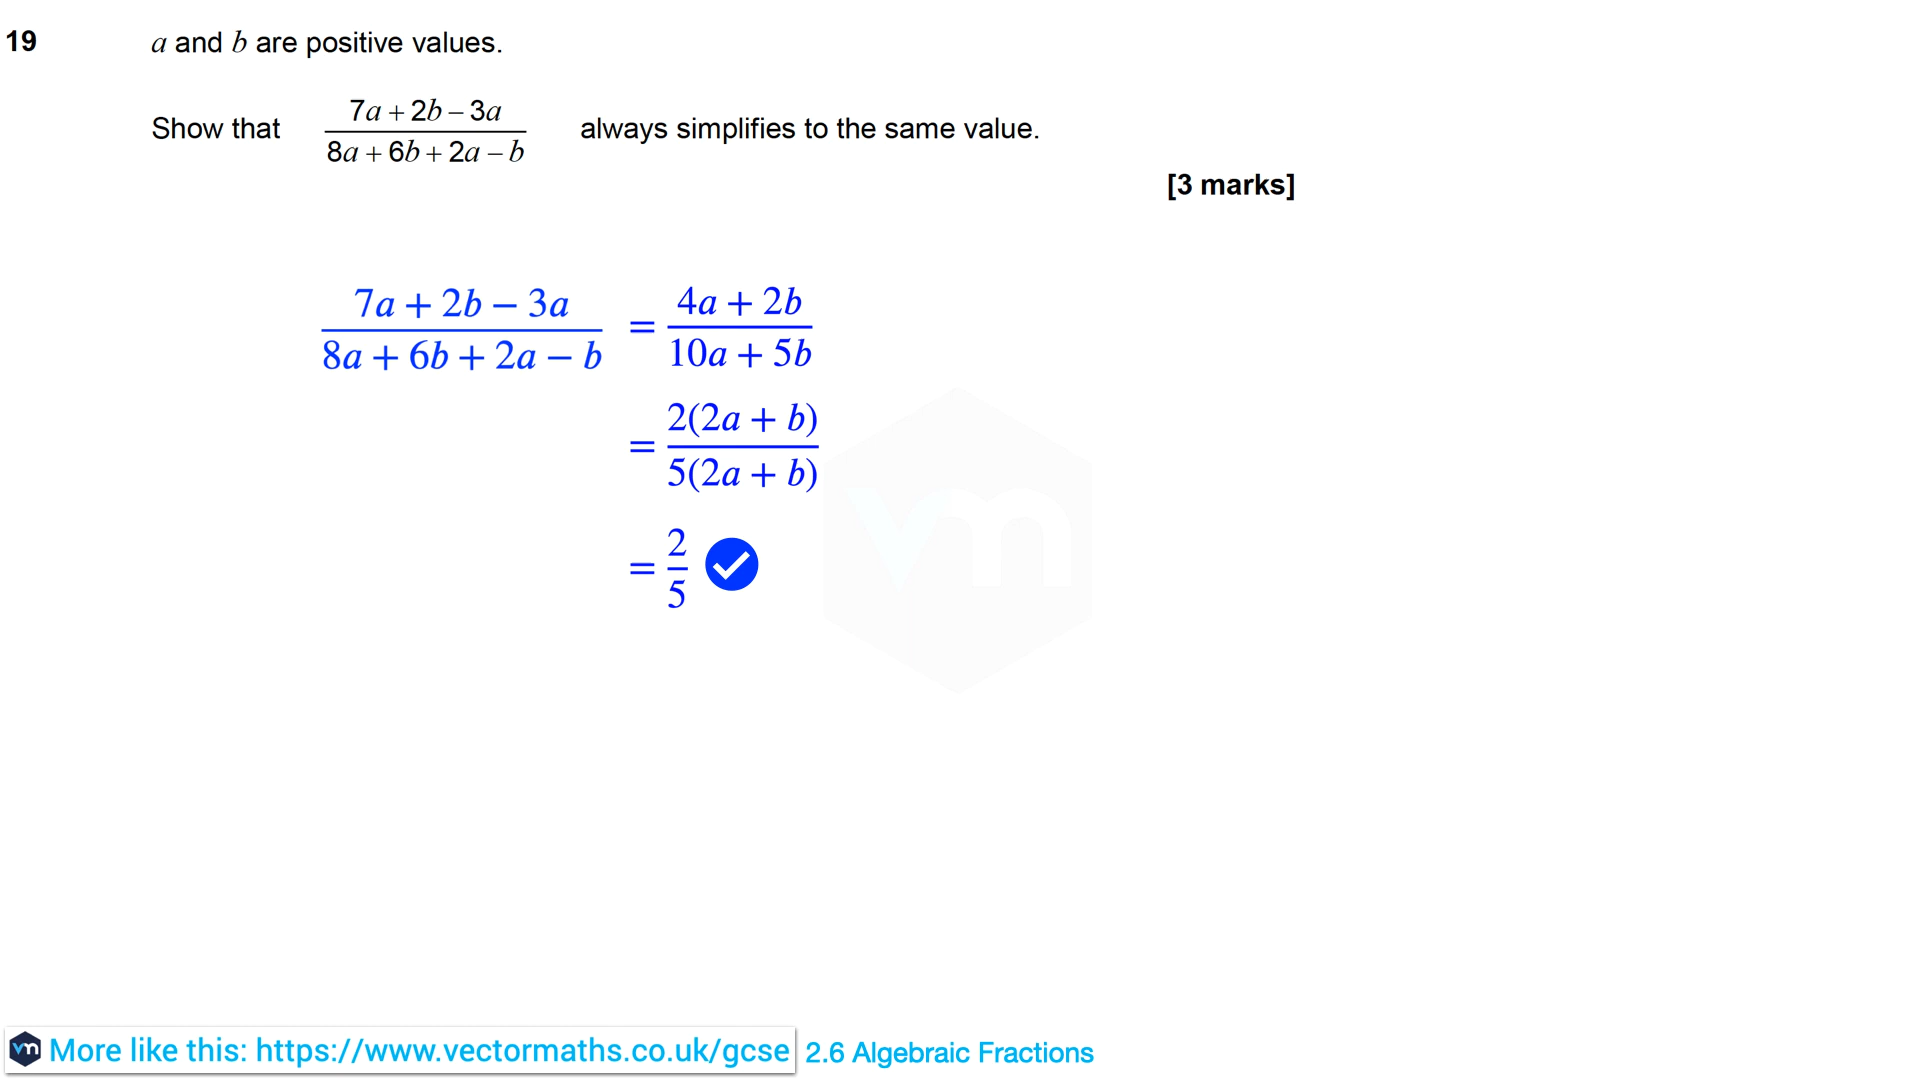 19 a and b are positive values.
Show that (7a + 2b – 3a)/(8a + 6b + 2a – b) always simplifies to the same value.
[3 marks]
(7a + 2b − 3a)/(8a + 6b + 2a − b) = (4a + 2b)/(10a + 5b)
= 2(2a + b)/5(2a + b)
= 2/5
vm
vm More like this: https://www.vectormaths.co.uk/gcse 2.6 Algebraic Fractions